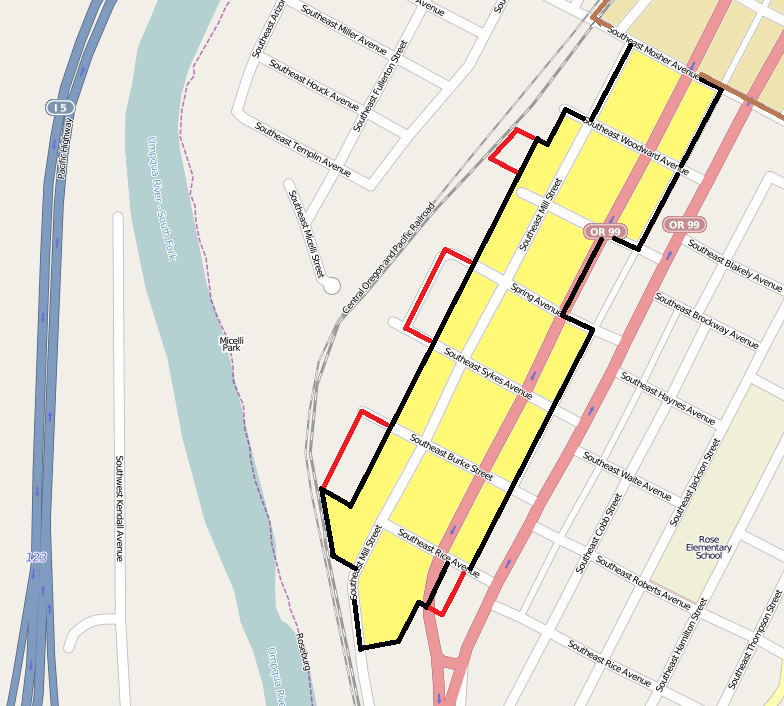 Southeast Arizo
Southeast Miller Avenue
Avenue
Sou
Southeast Mosher Avenue
Southeast Houck Avenue
Southeast Fullerton Street
I 5
Pacific Highway
Southeast Templin Avenue
Southeast Woodward Avenue
Umpqua River - South Fork
Southeast Micelli Street
Central Oregon and Pacific Railroad
Southeast Mill Street
OR 99
OR 99
Southeast Blakely Avenue
Spring Avenue
Southeast Brockway Avenue
Micelli
Park
Southeast Sykes Avenue
Southeast Haynes Avenue
Southeast Burke Street
Southeast Waite Avenue
Southeast Jackson Street
Southwest Kendall Avenue
Southeast Cobb Street
Rose
Elementary
School
123
Southeast Mill Street
Southeast Rice Avenue
Southeast Roberts Avenue
Southeast Hamilton Street
Southeast Thompson Street
Roseburg
Southeast Rice Avenue
Umpqua Rive